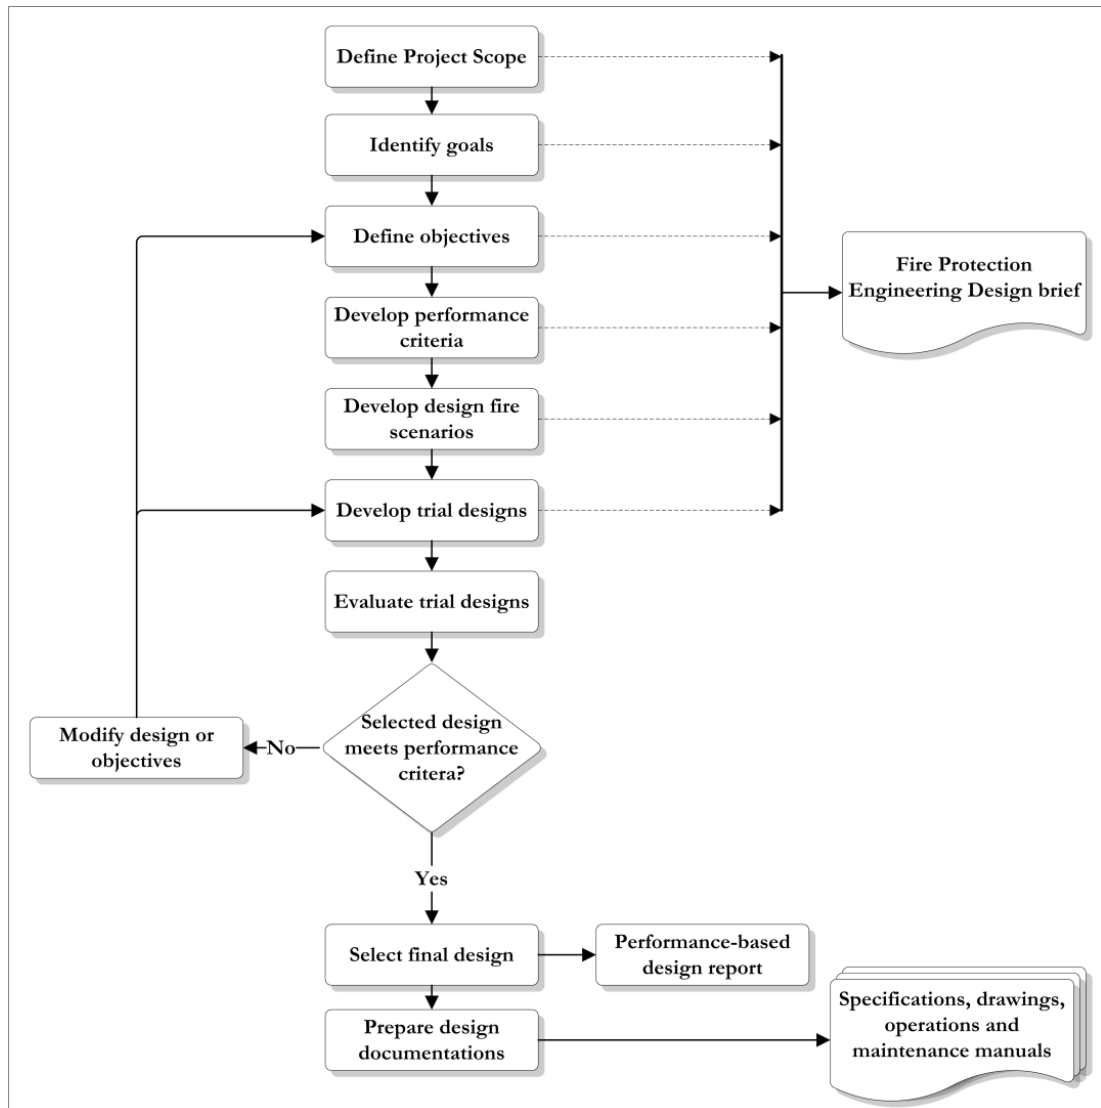 Define Project Scope
Identify goals
Define objectives
Fire Protection
Engineering Design brief
Develop performance
criteria
Develop design fire
scenarios
Develop trial designs
Evaluate trial designs
Selected design
meets performance
critera?
No
Modify design or
objectives
Yes
Select final design
Performance-based
design report
Prepare design
documentations
Specifications, drawings,
operations and
maintenance manuals